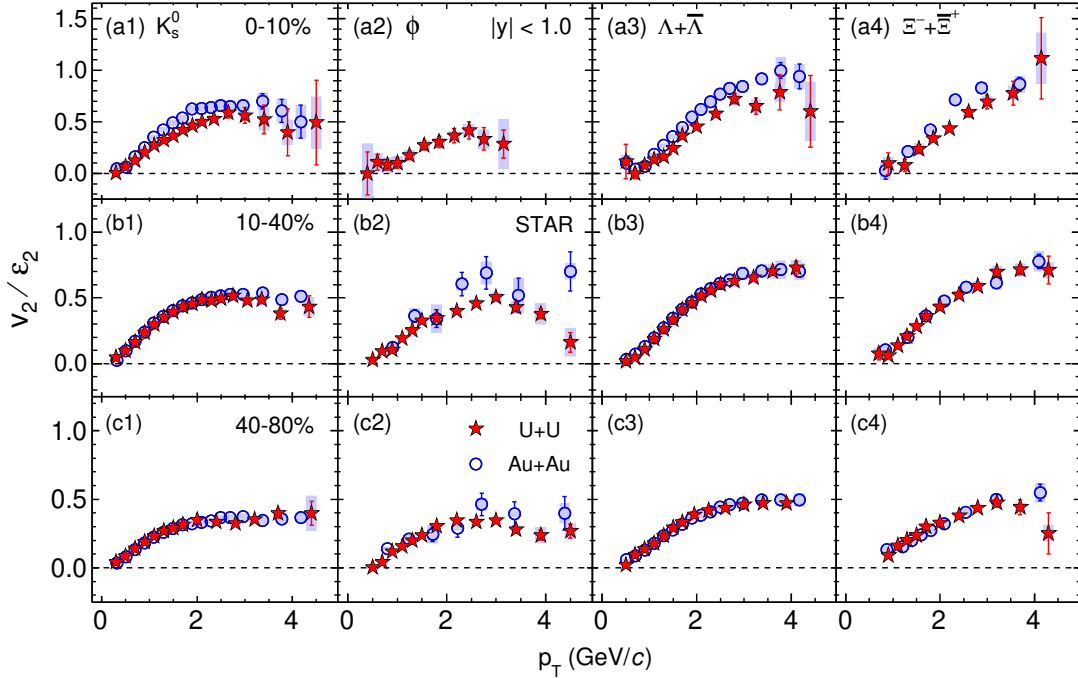 (a1) K⁰ₛ 0-10%
(a2) ϕ |y| < 1.0
(a3) Λ+Λ̅
(a4) Ξ⁻+Ξ̅⁺
1.5
1.0
0.5
0.0
(b1) 10-40%
(b2) STAR
(b3)
(b4)
1.0
0.5
0.0
v₂ / ε₂
(c1) 40-80%
(c2)
U+U
Au+Au
(c3)
(c4)
1.0
0.5
0.0
0 2 4 0 2 4 0 2 4 0 2 4
p_T (GeV/c)